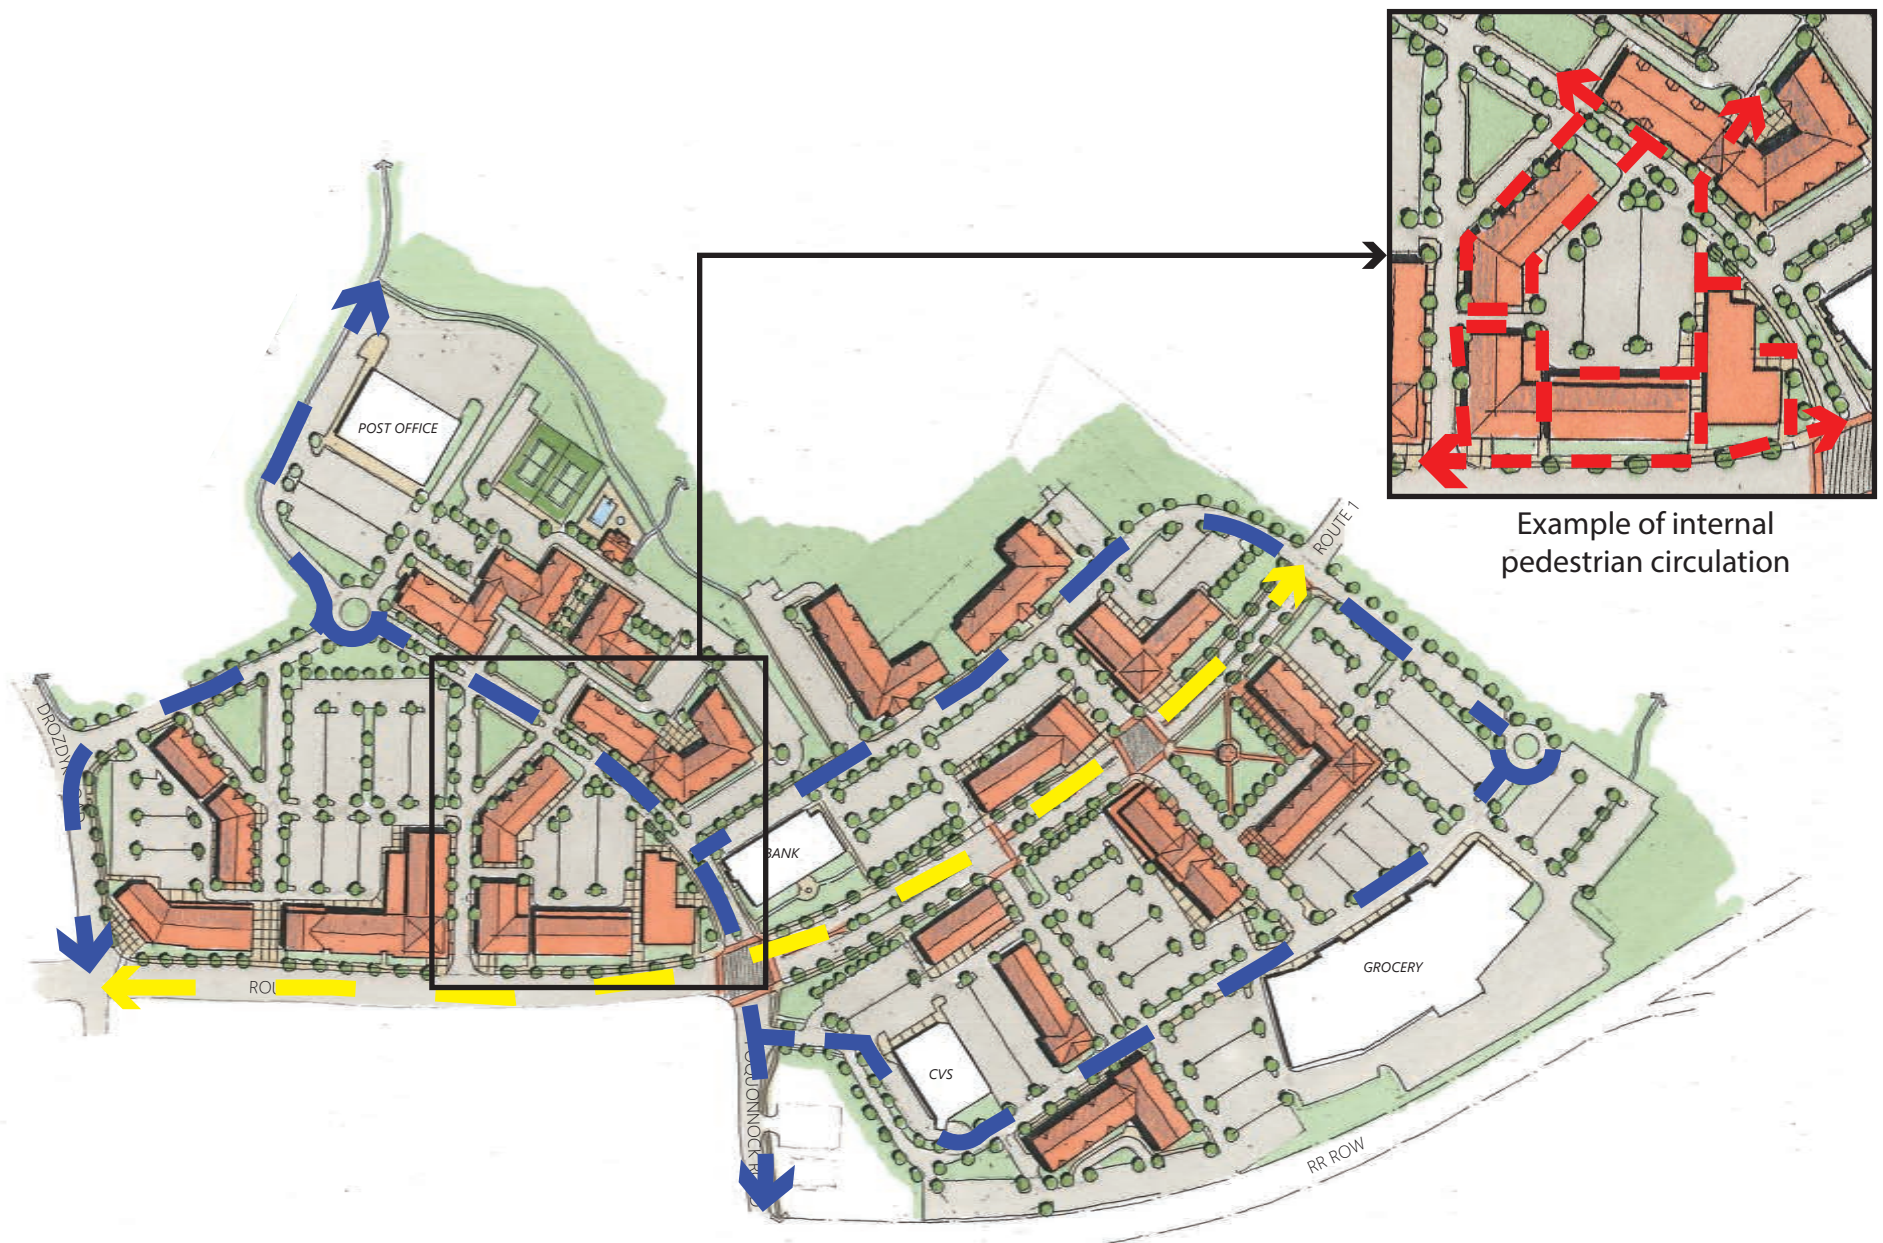 Example of internal
pedestrian circulation
ROUTE 1
POST OFFICE
BANK
GROCERY
CVS
RR ROW